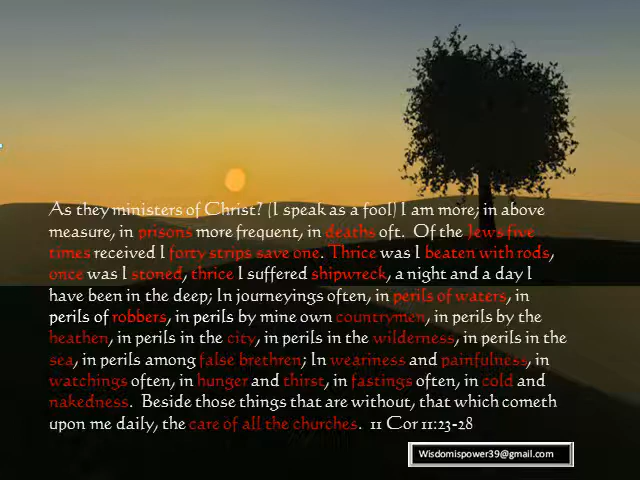 As they ministers of Christ? (I speak as a fool) I am more; in above
measure, in prisons more frequent, in deaths oft. Of the Jews five
times received I forty strips save one. Thrice was I beaten with rods,
once was I stoned, thrice I suffered shipwreck, a night and a day I
have been in the deep; In journeyings often, in perils of waters, in
perils of robbers, in perils by mine own countrymen, in perils by the
heathen, in perils in the city, in perils in the wilderness, in perils in the
sea, in perils among false brethren; In weariness and painfulness, in
watchings often, in hunger and thirst, in fastings often, in cold and
nakedness. Beside those things that are without, that which cometh
upon me daily, the care of all the churches. 11 Cor 11:23-28
Wisdomispower39@gmail.com